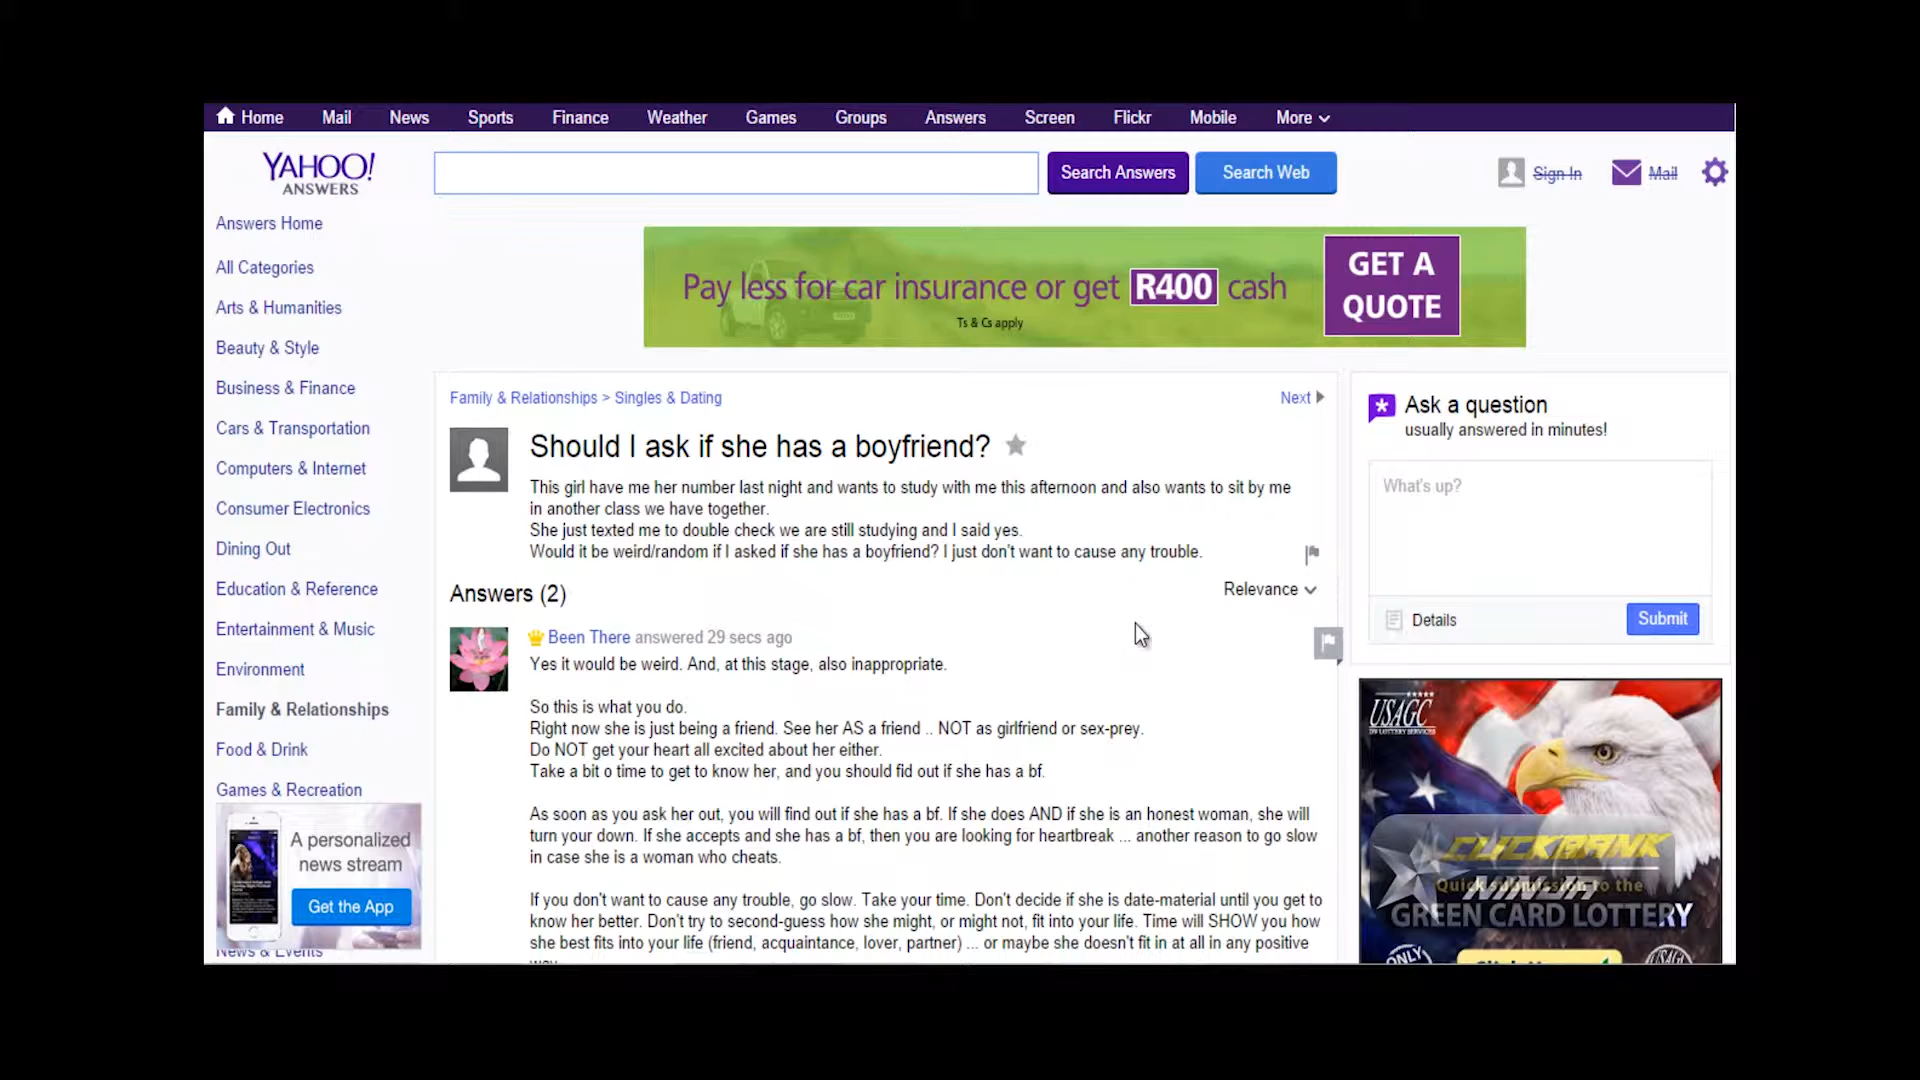 Home Mail News Sports Finance Weather Games Groups Answers Screen Flickr Mobile More
YAHOO!
ANSWERS
Search Answers
Search Web
Sign In
Mail
Answers Home
All Categories
Arts & Humanities
Beauty & Style
Business & Finance
Cars & Transportation
Computers & Internet
Consumer Electronics
Dining Out
Education & Reference
Entertainment & Music
Environment
Family & Relationships
Food & Drink
Games & Recreation
A personalized
news stream
Get the App
News & Events
Pay less for car insurance or get R400 cash
Ts & Cs apply
GET A
QUOTE
Family & Relationships > Singles & Dating
Next
Should I ask if she has a boyfriend?
This girl have me her number last night and wants to study with me this afternoon and also wants to sit by me
in another class we have together.
She just texted me to double check we are still studying and I said yes.
Would it be weird/random if I asked if she has a boyfriend? I just don't want to cause any trouble.
Answers (2)
Relevance
Been There answered 29 secs ago
Yes it would be weird. And, at this stage, also inappropriate.
So this is what you do.
Right now she is just being a friend. See her AS a friend .. NOT as girlfriend or sex-prey.
Do NOT get your heart all excited about her either.
Take a bit o time to get to know her, and you should fid out if she has a bf.
As soon as you ask her out, you will find out if she has a bf. If she does AND if she is an honest woman, she will
turn your down. If she accepts and she has a bf, then you are looking for heartbreak ... another reason to go slow
in case she is a woman who cheats.
If you don't want to cause any trouble, go slow. Take your time. Don't decide if she is date-material until you get to
know her better. Don't try to second-guess how she might, or might not, fit into your life. Time will SHOW you how
she best fits into your life (friend, acquaintance, lover, partner) ... or maybe she doesn't fit in at all in any positive
Ask a question
usually answered in minutes!
What's up?
Details
Submit
USAGC
DV LOTTERY SERVICES
CLICKBANK
Quick submission to the
NINJA
GREEN CARD LOTTERY
ONLY
USAGC